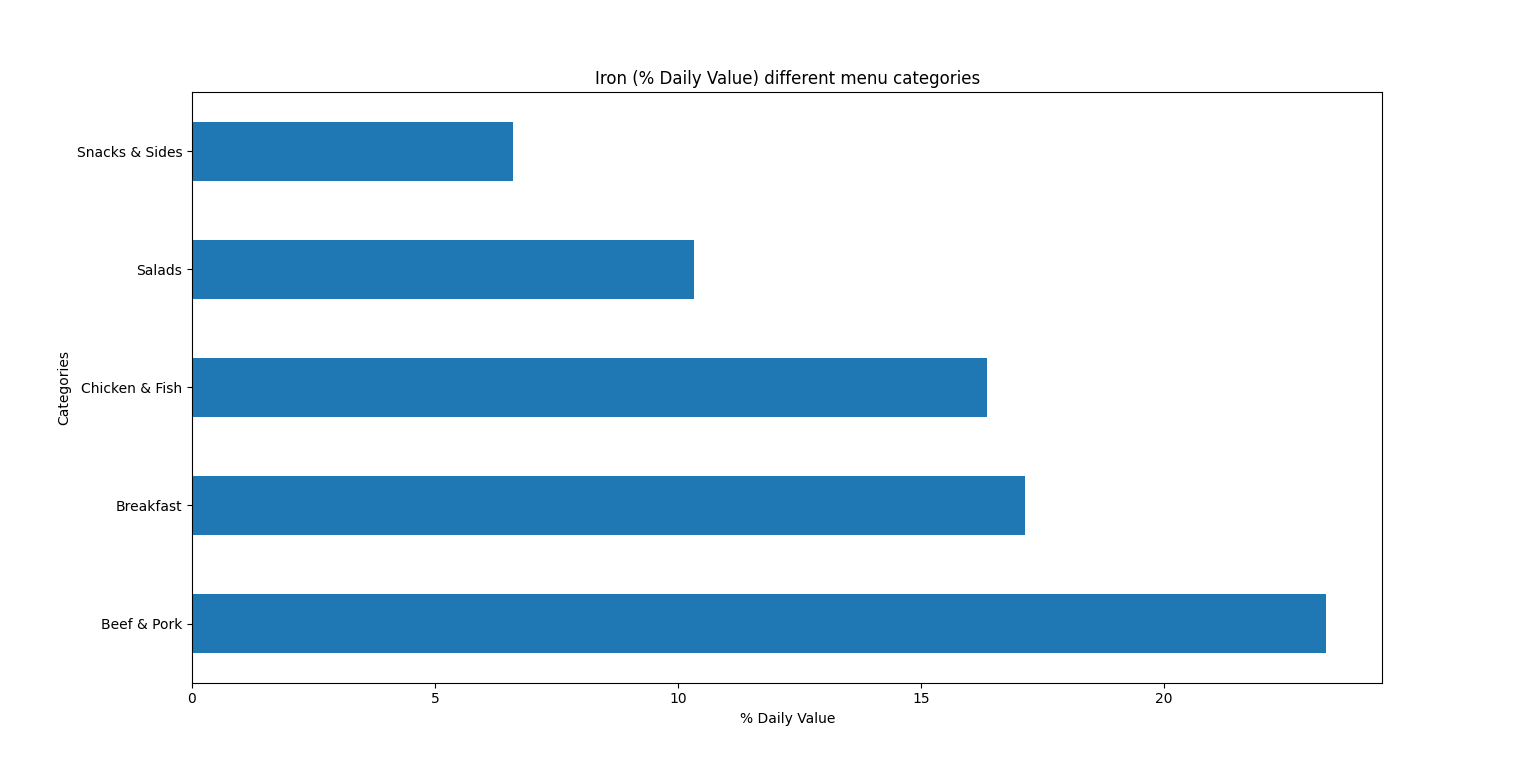 Iron (% Daily Value) different menu categories
Snacks & Sides
Salads
Chicken & Fish
Breakfast
Beef & Pork
Categories
0 5 10 15 20
% Daily Value